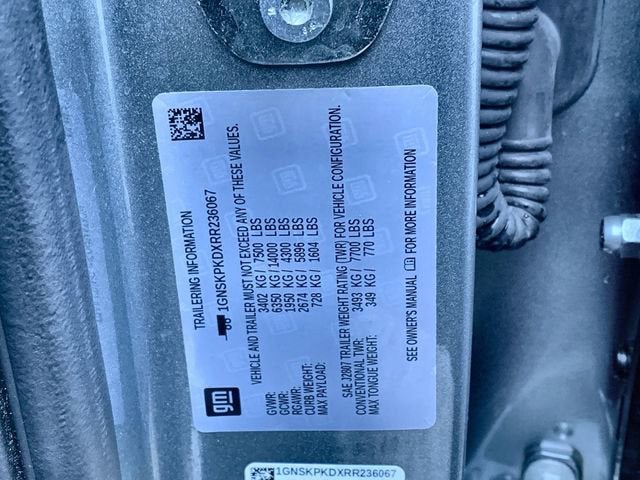 gm
TRAILERING INFORMATION
1GNSKPKDXRR236067
VEHICLE AND TRAILER MUST NOT EXCEED ANY OF THESE VALUES.
GVWR: 3402 KG / 7500 LBS
GCWR: 6350 KG / 14000 LBS
RGAWR: 1950 KG / 4300 LBS
CURB WEIGHT: 2674 KG / 5896 LBS
MAX PAYLOAD: 728 KG / 1604 LBS
SAE J2807 TRAILER WEIGHT RATING (TWR) FOR VEHICLE CONFIGURATION.
CONVENTIONAL TWR: 3493 KG / 7700 LBS
MAX TONGUE WEIGHT: 349 KG / 770 LBS
SEE OWNER'S MANUAL FOR MORE INFORMATION
1GNSKPKDXRR236067